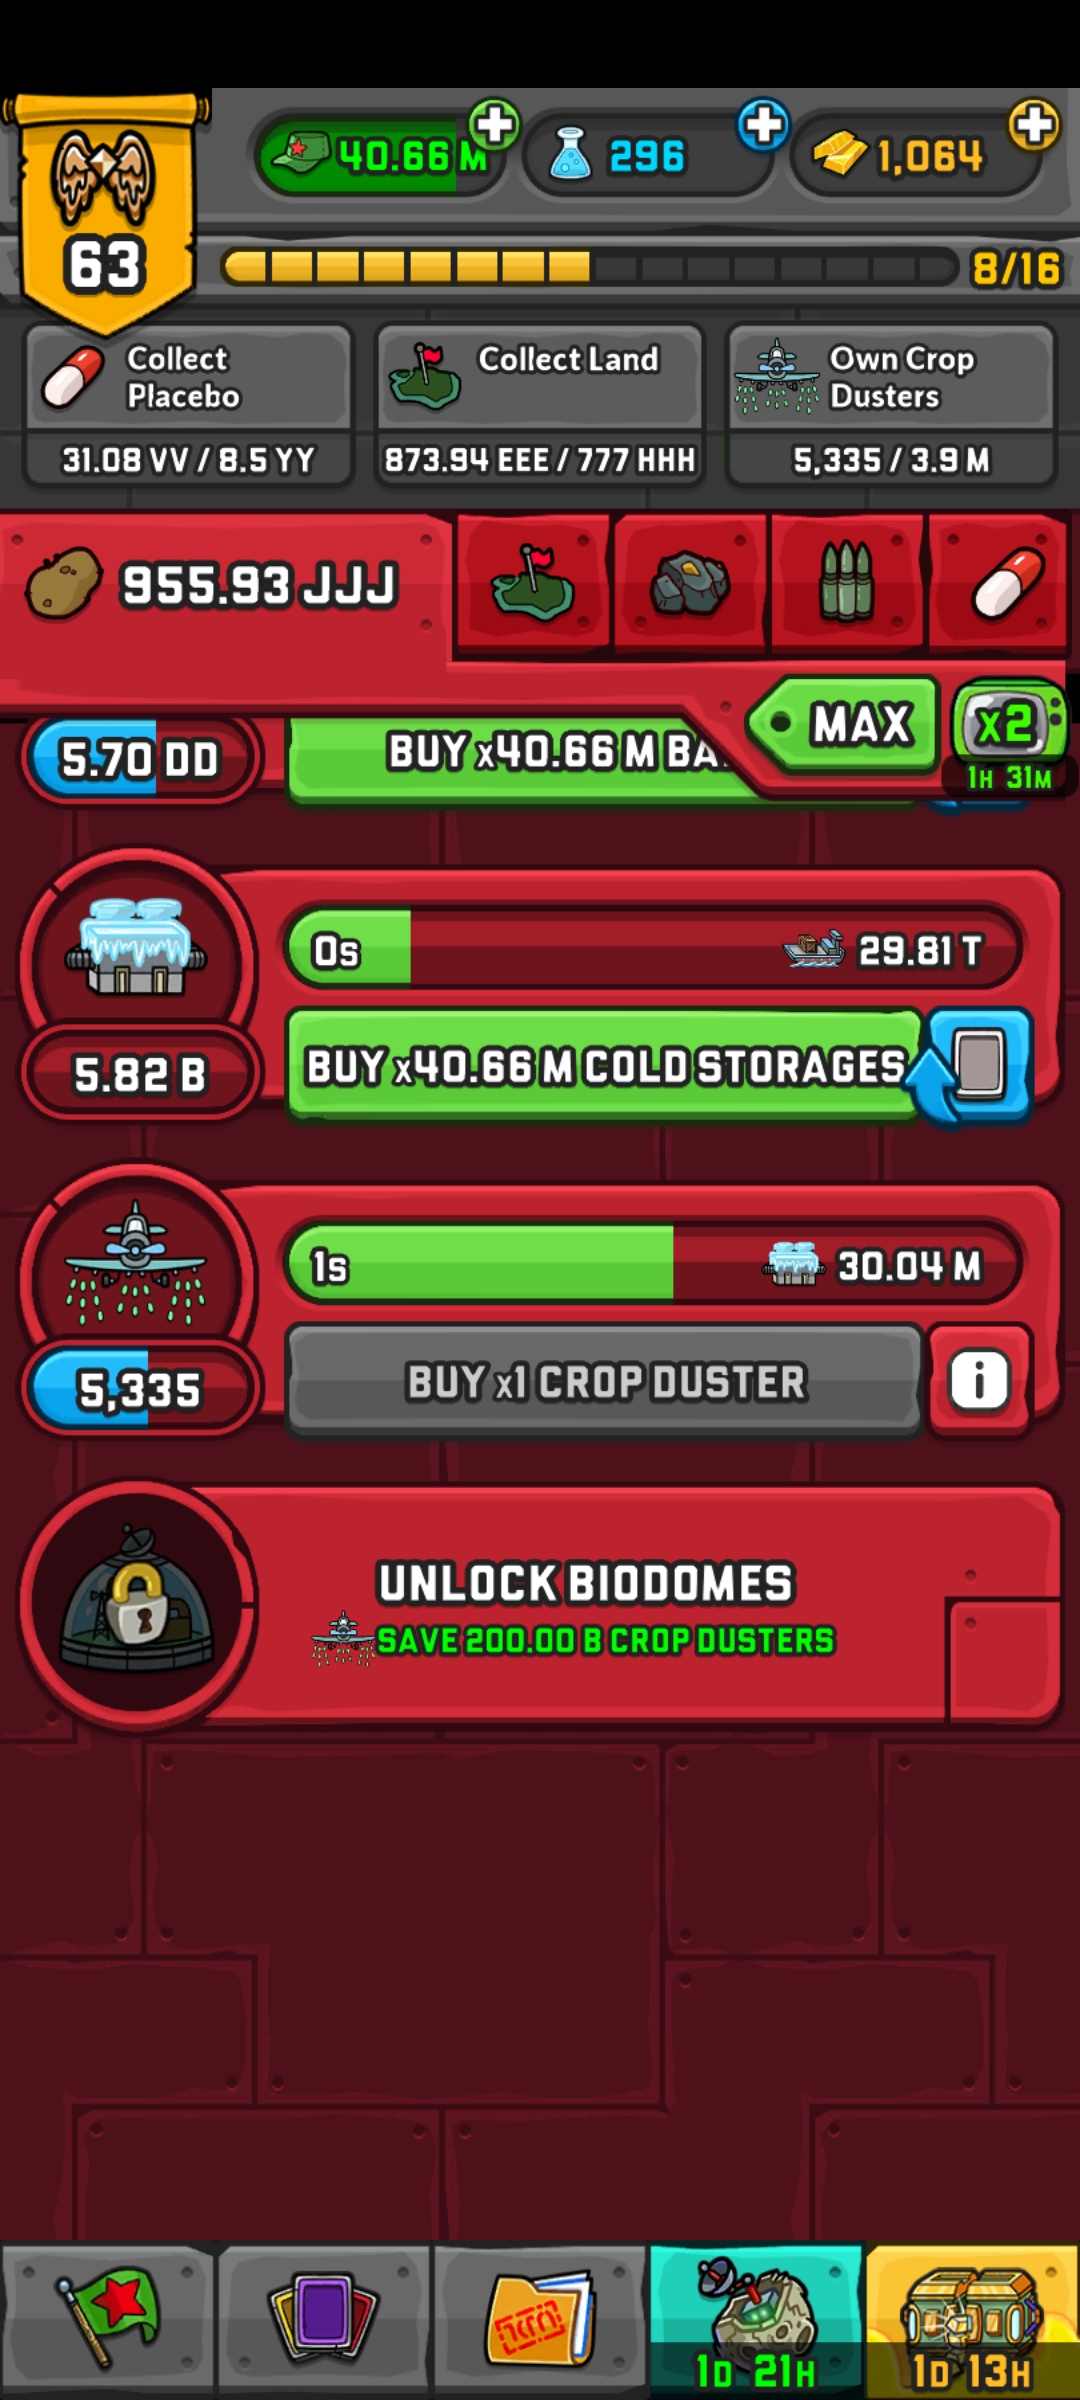 40.66 M
296
1,064
63
8/16
Collect
Placebo
31.08 VV / 8.5 YY
Collect Land
873.94 EEE / 777 HHH
Own Crop
Dusters
5,335 / 3.9 M
955.93 JJJ
MAX
x2
1H 31M
5.70 DD
BUY x40.66 M BA
0s
29.81 T
5.82 B
BUY x40.66 M COLD STORAGES
1s
30.04 M
5,335
BUY x1 CROP DUSTER
i
UNLOCK BIODOMES
SAVE 200.00 B CROP DUSTERS
1D 21H
1D 13H